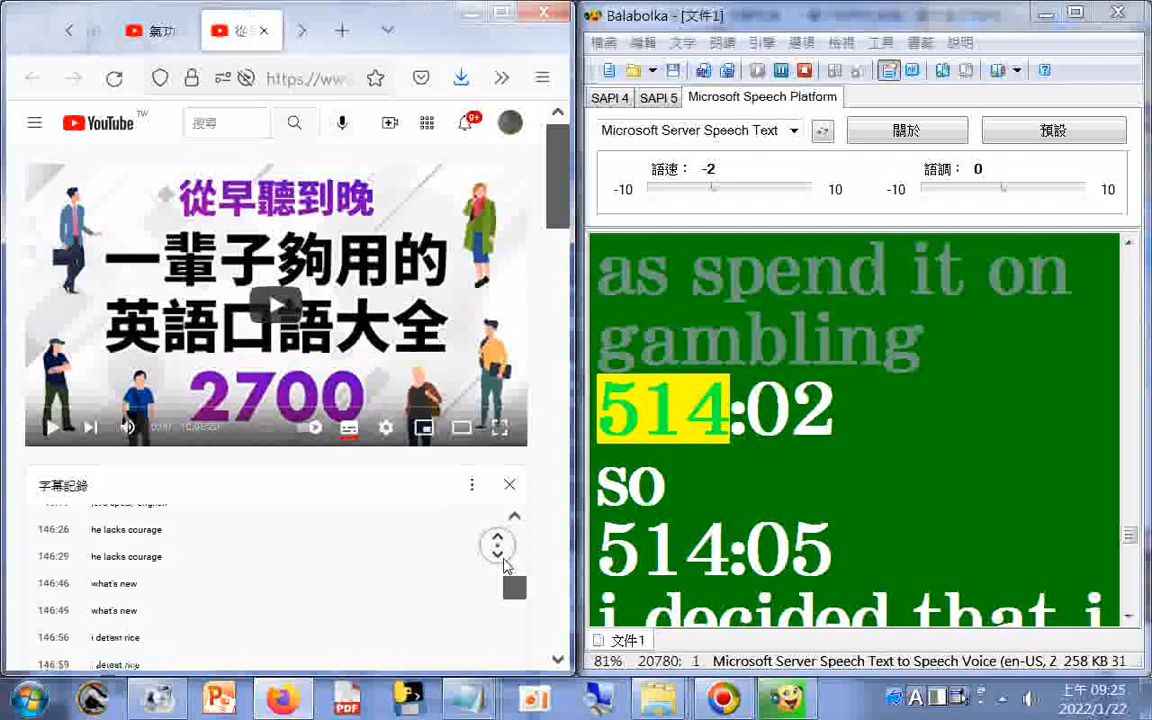 氣功
從
https://www
YouTube TW
搜尋
9+
從早聽到晚
一輩子夠用的
英語口語大全
2700
字幕記錄
146:26 he lacks courage
146:29 he lacks courage
146:46 what's new
146:49 what's new
146:56 i detest rice
146:59 i detest rice
Balabolka - [文件1]
檔案 編輯 文字 朗讀 引擎 選項 檢視 工具 書籤 說明
SAPI 4 SAPI 5 Microsoft Speech Platform
Microsoft Server Speech Text 關於 預設
語速： -2 語調： 0
-10 10 -10 10
as spend it on
gambling
514:02
so
514:05
i decided that i
文件1
81% 20780: 1 Microsoft Server Speech Text to Speech Voice (en-US, Z 258 KB 31
上午 09:25
2022/1/22